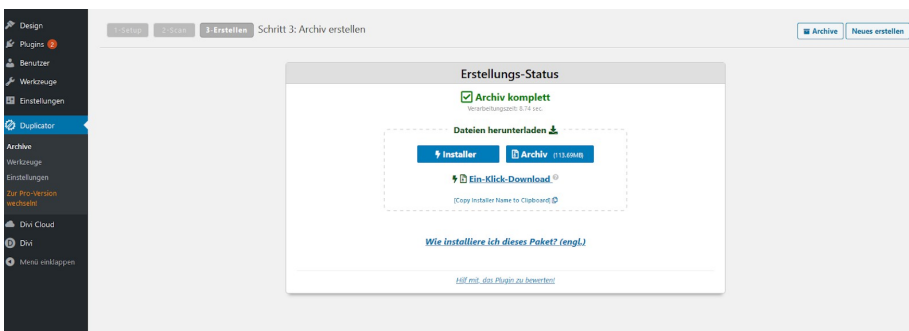 Design
Plugins 2
Benutzer
Werkzeuge
Einstellungen
Duplicator
Archive
Werkzeuge
Einstellungen
Zur Pro-Version
wechseln!
Divi Cloud
Divi
Menü einklappen
1-Setup 2-Scan 3-Erstellen Schritt 3: Archiv erstellen
Archive Neues erstellen
Erstellungs-Status
Archiv komplett
Verarbeitungszeit: 8.74 sec.
Dateien herunterladen
Installer Archiv (113.69MB)
Ein-Klick-Download
[Copy Installer Name to Clipboard]
Wie installiere ich dieses Paket? (engl.)
Hilf mit, das Plugin zu bewerten!